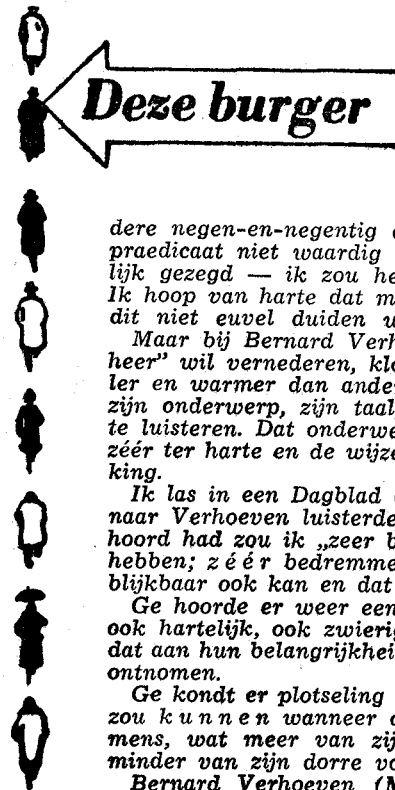 Deze burger
dere negen-en-negentig
praedicaat niet waardig
lijk gezegd — ik zou he
Ik hoop van harte dat m
dit niet euvel duiden u
Maar bij Bernard Verh
heer” wil vernederen, kl
ler en warmer dan ander
zijn onderwerp, zijn taal
te luisteren. Dat onderwe
zéér ter harte en de wijze
king.
Ik las in een Dagblad
naar Verhoeven luisterde
hoord had zou ik „zeer b
hebben; zéér bedremme
blijkbaar ook kan en dat
Ge hoorde er weer een
ook hartelijk, ook zwierig
dat aan hun belangrijkhei
ontnomen.
Ge kondt er plotseling
zou kunnen wanneer
mens, wat meer van zij
minder van zijn dorre vo
Bernard Verhoeven (M